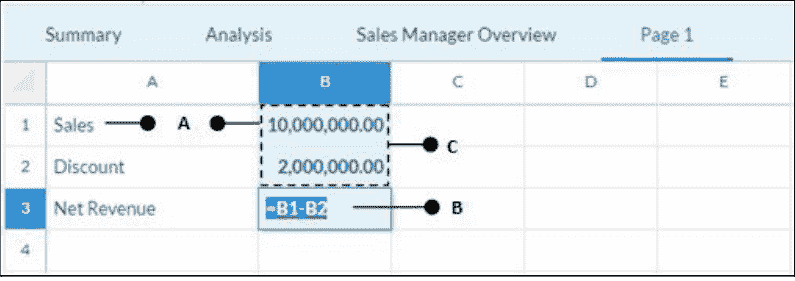 Summary Analysis Sales Manager Overview Page 1
A B C D E
1 Sales A 10,000,000.00
C
2 Discount 2,000,000.00
3 Net Revenue =B1-B2 B
4